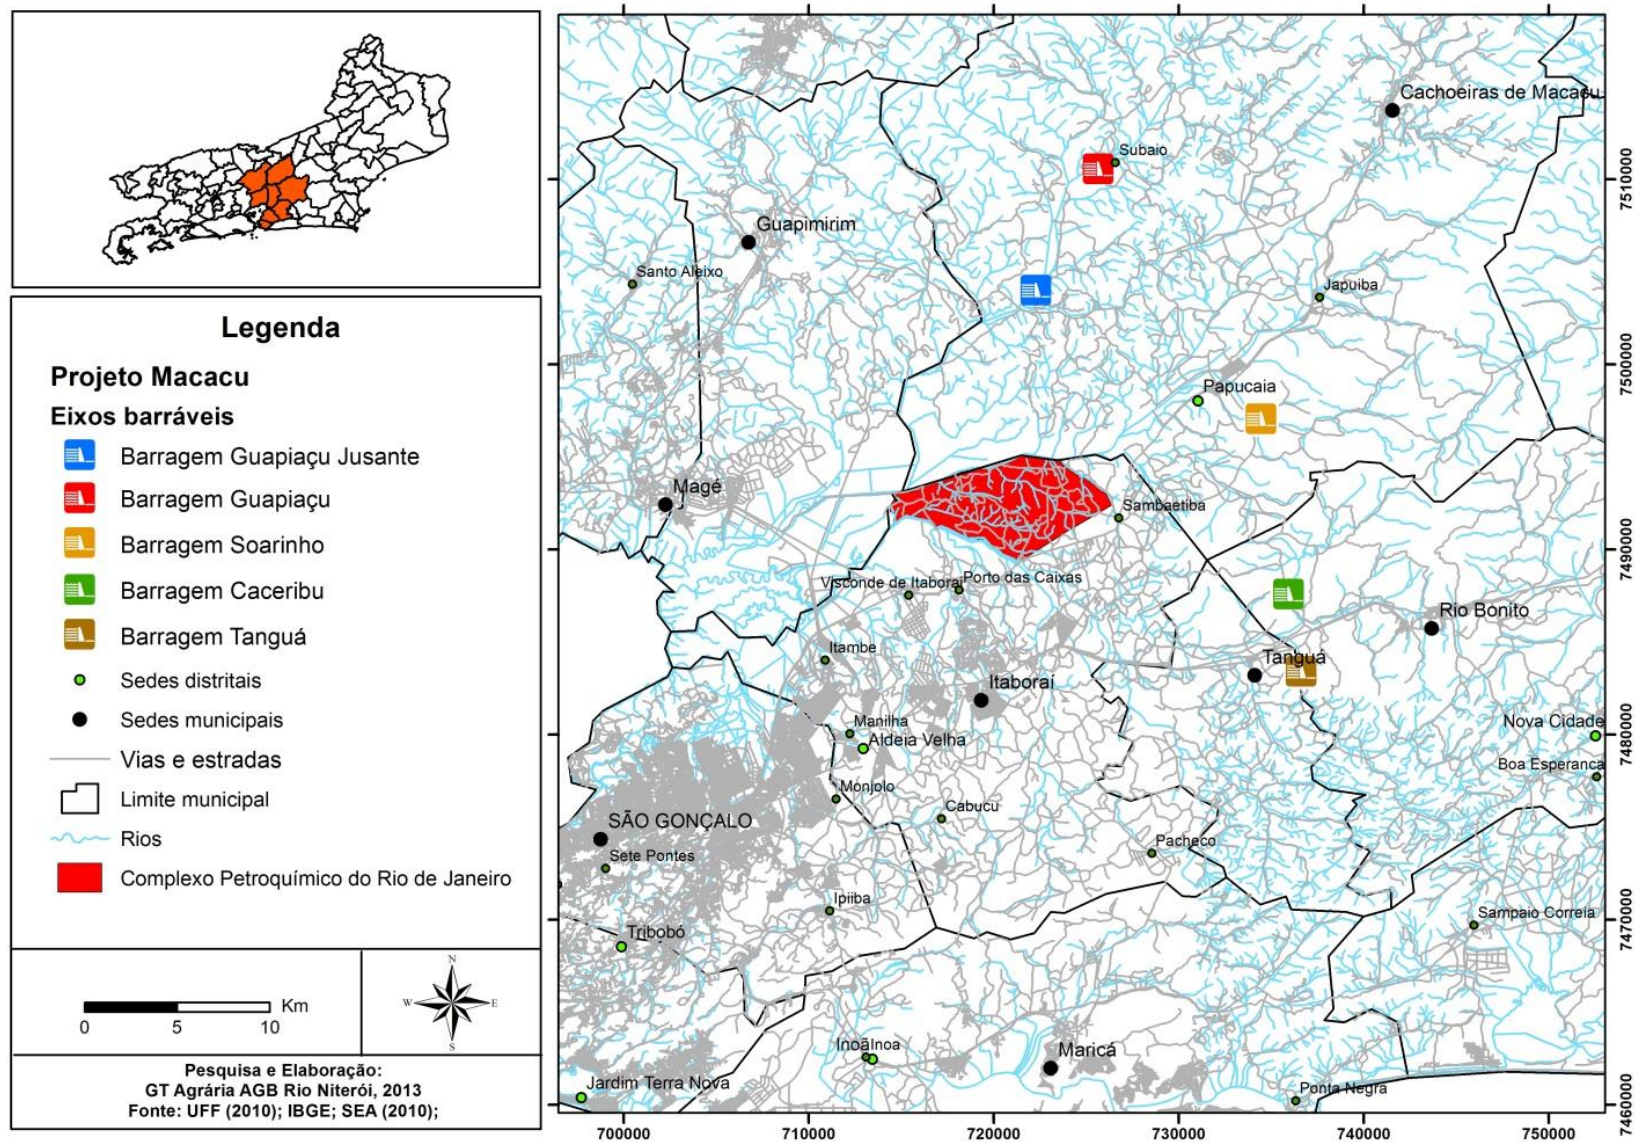 Legenda
Projeto Macacu
Eixos barráveis
Barragem Guapiaçu Jusante
Barragem Guapiaçu
Barragem Soarinho
Barragem Caceribu
Barragem Tanguá
Sedes distritais
Sedes municipais
Vias e estradas
Limite municipal
Rios
Complexo Petroquímico do Rio de Janeiro
0 5 10 Km
N
W E
S
Pesquisa e Elaboração:
GT Agrária AGB Rio Niterói, 2013
Fonte: UFF (2010); IBGE; SEA (2010);
Cachoeiras de Macacu
Subaio
Guapimirim
Santo Aleixo
Japuiba
Papucaia
Magé
Sambaetiba
Visconde de Itaboraí
Porto das Caixas
Rio Bonito
Itambe
Tanguá
Itaboraí
Nova Cidade
Manilha
Aldeia Velha
Boa Esperanca
Monjolo
Cabucu
SÃO GONÇALO
Pacheco
Sete Pontes
Ipiiba
Sampaio Correia
Tribobó
InoãInoa
Maricá
Jardim Terra Nova
Ponta Negra
7510000
7500000
7490000
7480000
7470000
7460000
700000 710000 720000 730000 740000 750000